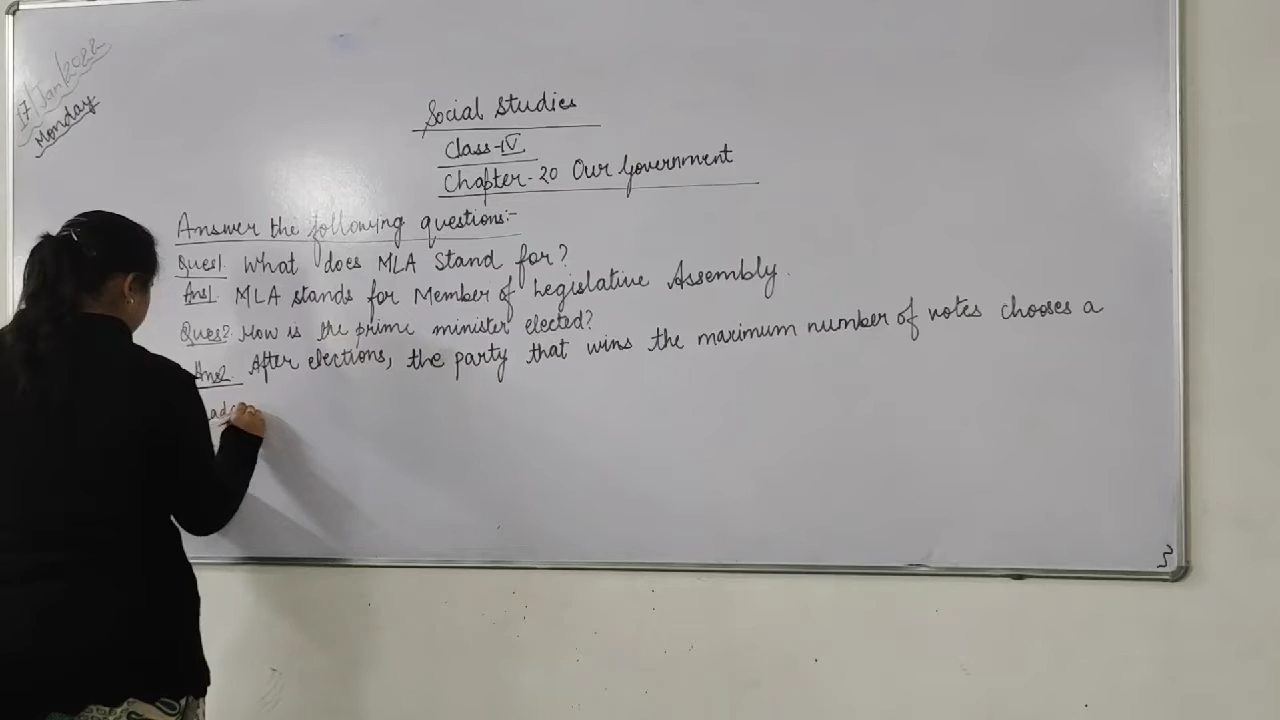 17/Jan/2022
Monday
Social Studies
Class-IV
Chapter-20 Our Government
Answer the following questions:-
Ques1. What does MLA stand for?
Ans1. MLA stands for Member of Legislative Assembly.
Ques2. How is the prime minister elected?
Ans2. After elections, the party that wins the maximum number of votes chooses a